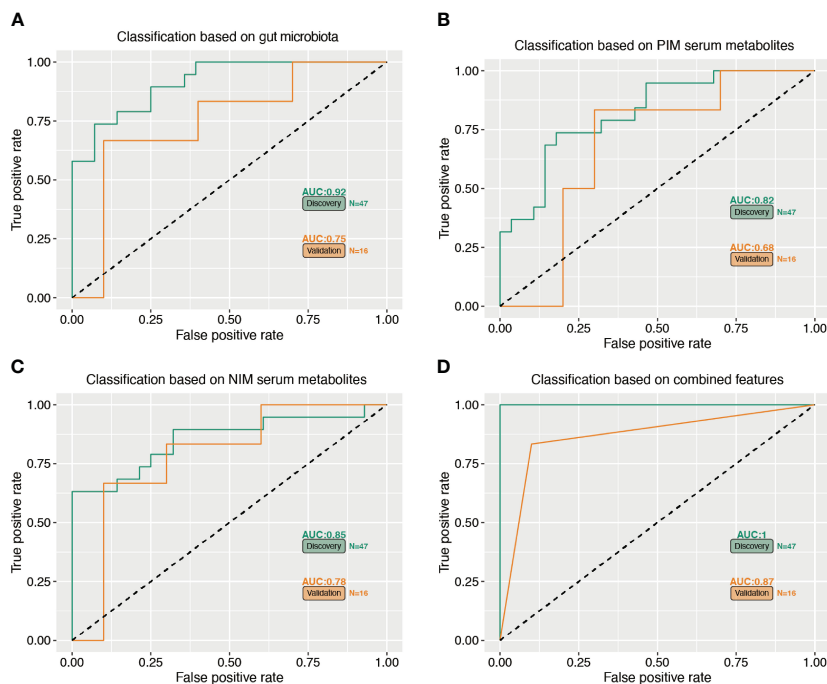 A
Classification based on gut microbiota
True positive rate
1.00
0.75
0.50
0.25
0.00
AUC:0.92
Discovery N=47
AUC:0.75
Validation N=16
0.00 0.25 0.50 0.75 1.00
False positive rate
B
Classification based on PIM serum metabolites
True positive rate
1.00
0.75
0.50
0.25
0.00
AUC:0.82
Discovery N=47
AUC:0.68
Validation N=16
0.00 0.25 0.50 0.75 1.00
False positive rate
C
Classification based on NIM serum metabolites
True positive rate
1.00
0.75
0.50
0.25
0.00
AUC:0.85
Discovery N=47
AUC:0.78
Validation N=16
0.00 0.25 0.50 0.75 1.00
False positive rate
D
Classification based on combined features
True positive rate
1.00
0.75
0.50
0.25
0.00
AUC:1
Discovery N=47
AUC:0.87
Validation N=16
0.00 0.25 0.50 0.75 1.00
False positive rate